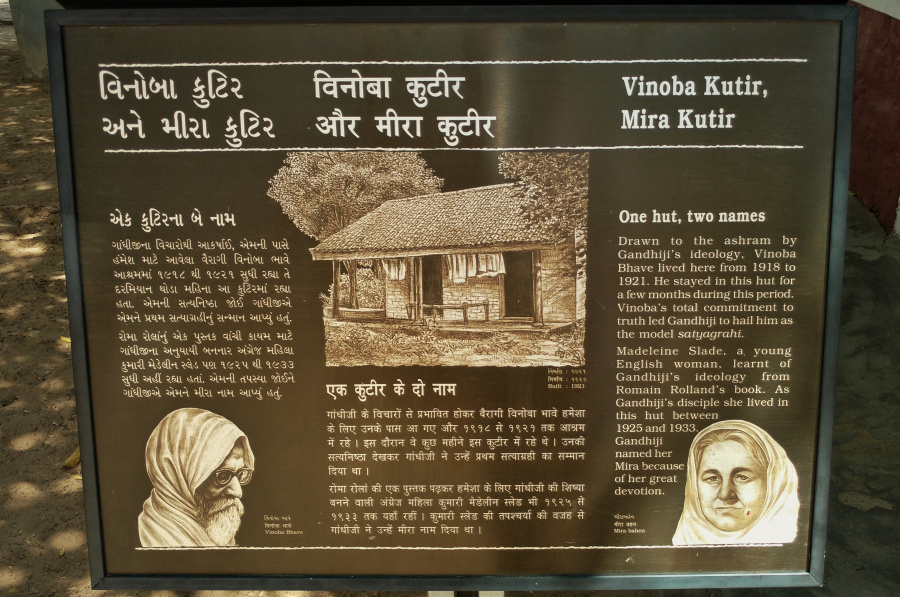 વિનોબા કુટિર
અને મીરા કુટિર
विनोबा कुटीर
और मीरा कुटीर
Vinoba Kutir,
Mira Kutir
એક કુટિરના બે નામ
ગાંધીજીના વિચારોથી આકર્ષાઈ, એમની પાસે
હંમેશ માટે આવેલા વૈરાગી વિનોબા ભાવે
આશ્રમમાં ૧૯૧૮ થી ૧૯૨૧ સુધી રહ્યા તે
દરમિયાન થોડા મહિના આ કુટિરમાં રહ્યા
હતા. એમની સત્યનિષ્ઠા જોઈ ગાંધીજીએ
એમને પ્રથમ સત્યાગ્રહીનું સન્માન આપ્યું હતું.
રોમા રોલાંનું એક પુસ્તક વાંચી કાયમ માટે
ગાંધીજીના અનુયાયી બનનાર અંગ્રેજ મહિલા
કુમારી મેડેલીન સ્લેડ પણ ૧૯૨૫ થી ૧૯૩૩
સુધી અહીં રહ્યા હતાં. એમની તપસ્યા જોઈને
ગાંધીજીએ એમને મીરા નામ આપ્યું હતું.
વિનોબા ભાવે
विनोबा भावे
Vinoba Bhave
નિર્મિત : ૧૯૨૧
निर्मित : १९२१
Built : 1921
एक कुटीर के दो नाम
गांधीजी के विचारों से प्रभावित होकर बैरागी विनोबा भावे हमेशा
के लिए उनके पास आ गए और १९१८ से १९२१ तक आश्रम
में रहे । इस दौरान वे कुछ महीने इस कुटीर में रहे थे । उनकी
सत्यनिष्ठा देखकर गांधीजी ने उन्हें प्रथम सत्याग्रही का सम्मान
दिया था ।
रोमा रोलां की एक पुस्तक पढ़कर हमेशा के लिए गांधीजी की शिष्या
बनने वाली अंग्रेज महिला कुमारी मेडेलीन स्लेड भी १९२५ से
१९३३ तक यहाँ रहीं । कुमारी स्लेड की तपश्चर्या की वजह से
गांधीजी ने उन्हें मीरा नाम दिया था ।
One hut, two names
Drawn to the ashram by
Gandhiji's ideology, Vinoba
Bhave lived here from 1918 to
1921. He stayed in this hut for
a few months during this period.
Vinoba's total commitment to
truth led Gandhiji to hail him as
the model satyagrahi.
Madeleine Slade, a young
English woman, learnt of
Gandhiji's ideology from
Romain Rolland's book. As
Gandhiji's disciple she lived in
this hut between
1925 and 1933.
Gandhiji
named her
Mira because
of her great
devotion.
મીરાંબહેન
मीरा बहन
Mira bahen